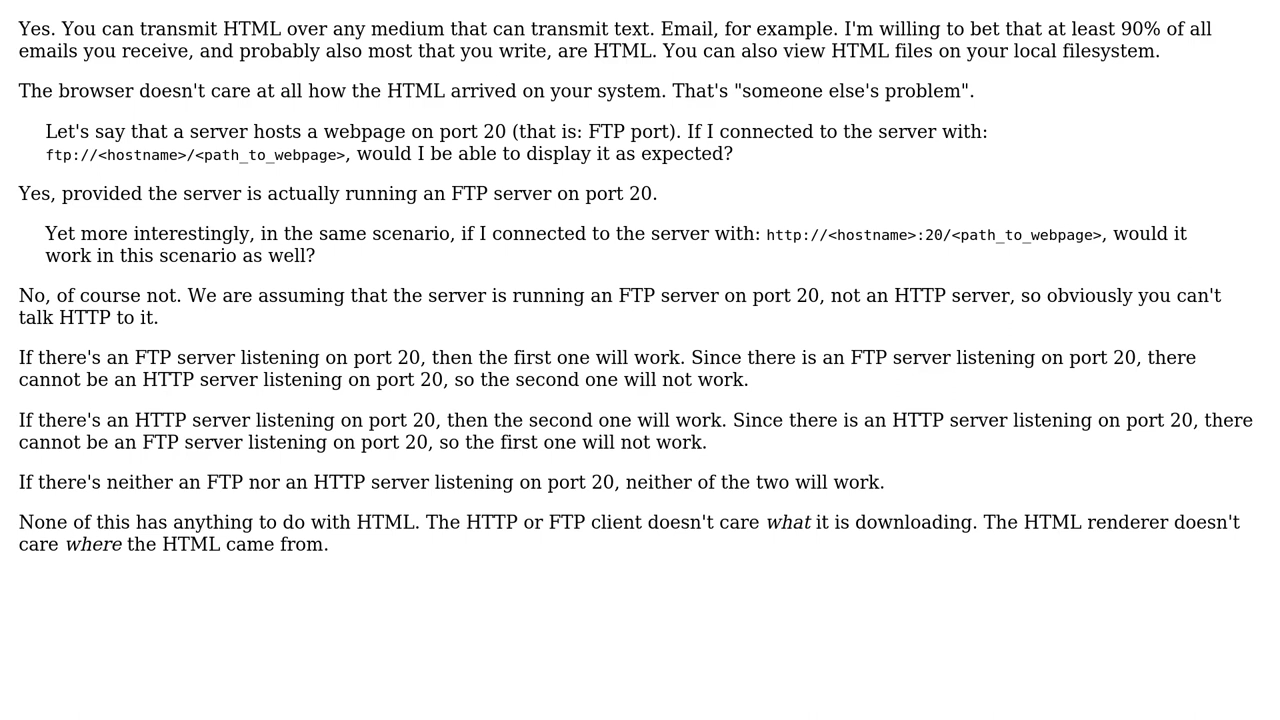 Yes. You can transmit HTML over any medium that can transmit text. Email, for example. I'm willing to bet that at least 90% of all
emails you receive, and probably also most that you write, are HTML. You can also view HTML files on your local filesystem.
The browser doesn't care at all how the HTML arrived on your system. That's "someone else's problem".
Let's say that a server hosts a webpage on port 20 (that is: FTP port). If I connected to the server with:
ftp://<hostname>/<path_to_webpage>, would I be able to display it as expected?
Yes, provided the server is actually running an FTP server on port 20.
Yet more interestingly, in the same scenario, if I connected to the server with: http://<hostname>:20/<path_to_webpage>, would it
work in this scenario as well?
No, of course not. We are assuming that the server is running an FTP server on port 20, not an HTTP server, so obviously you can't
talk HTTP to it.
If there's an FTP server listening on port 20, then the first one will work. Since there is an FTP server listening on port 20, there
cannot be an HTTP server listening on port 20, so the second one will not work.
If there's an HTTP server listening on port 20, then the second one will work. Since there is an HTTP server listening on port 20, there
cannot be an FTP server listening on port 20, so the first one will not work.
If there's neither an FTP nor an HTTP server listening on port 20, neither of the two will work.
None of this has anything to do with HTML. The HTTP or FTP client doesn't care what it is downloading. The HTML renderer doesn't
care where the HTML came from.